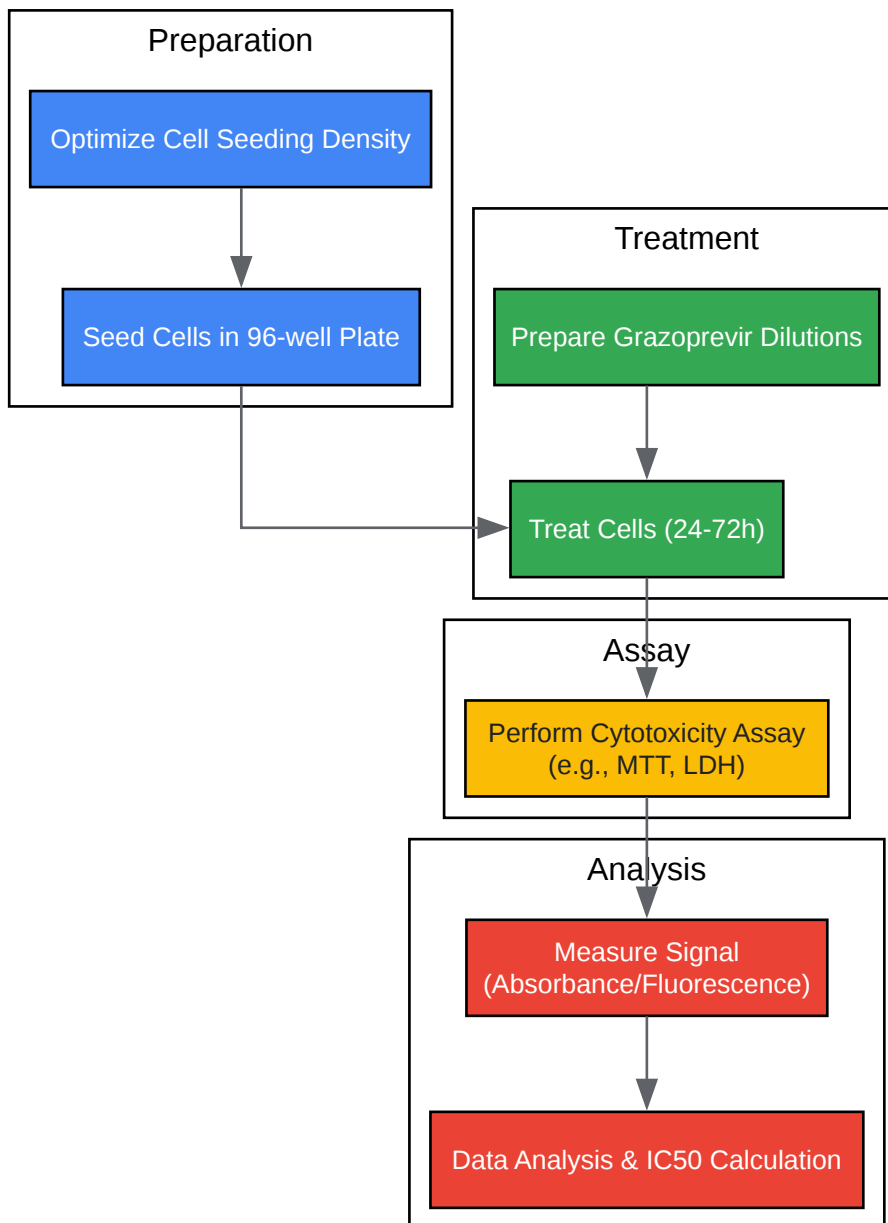 Preparation
Optimize Cell Seeding Density
Seed Cells in 96-well Plate
Treatment
Prepare Grazoprevir Dilutions
Treat Cells (24-72h)
Assay
Perform Cytotoxicity Assay
(e.g., MTT, LDH)
Analysis
Measure Signal
(Absorbance/Fluorescence)
Data Analysis & IC50 Calculation